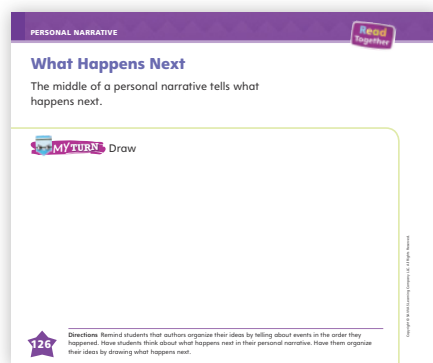 PERSONAL NARRATIVE
Read
Together
What Happens Next
The middle of a personal narrative tells what
happens next.
MY TURN Draw
126
Directions Remind students that authors organize their ideas by telling about events in the order they
happened. Have students think about what happens next in their personal narrative. Have them organize
their ideas by drawing what happens next.